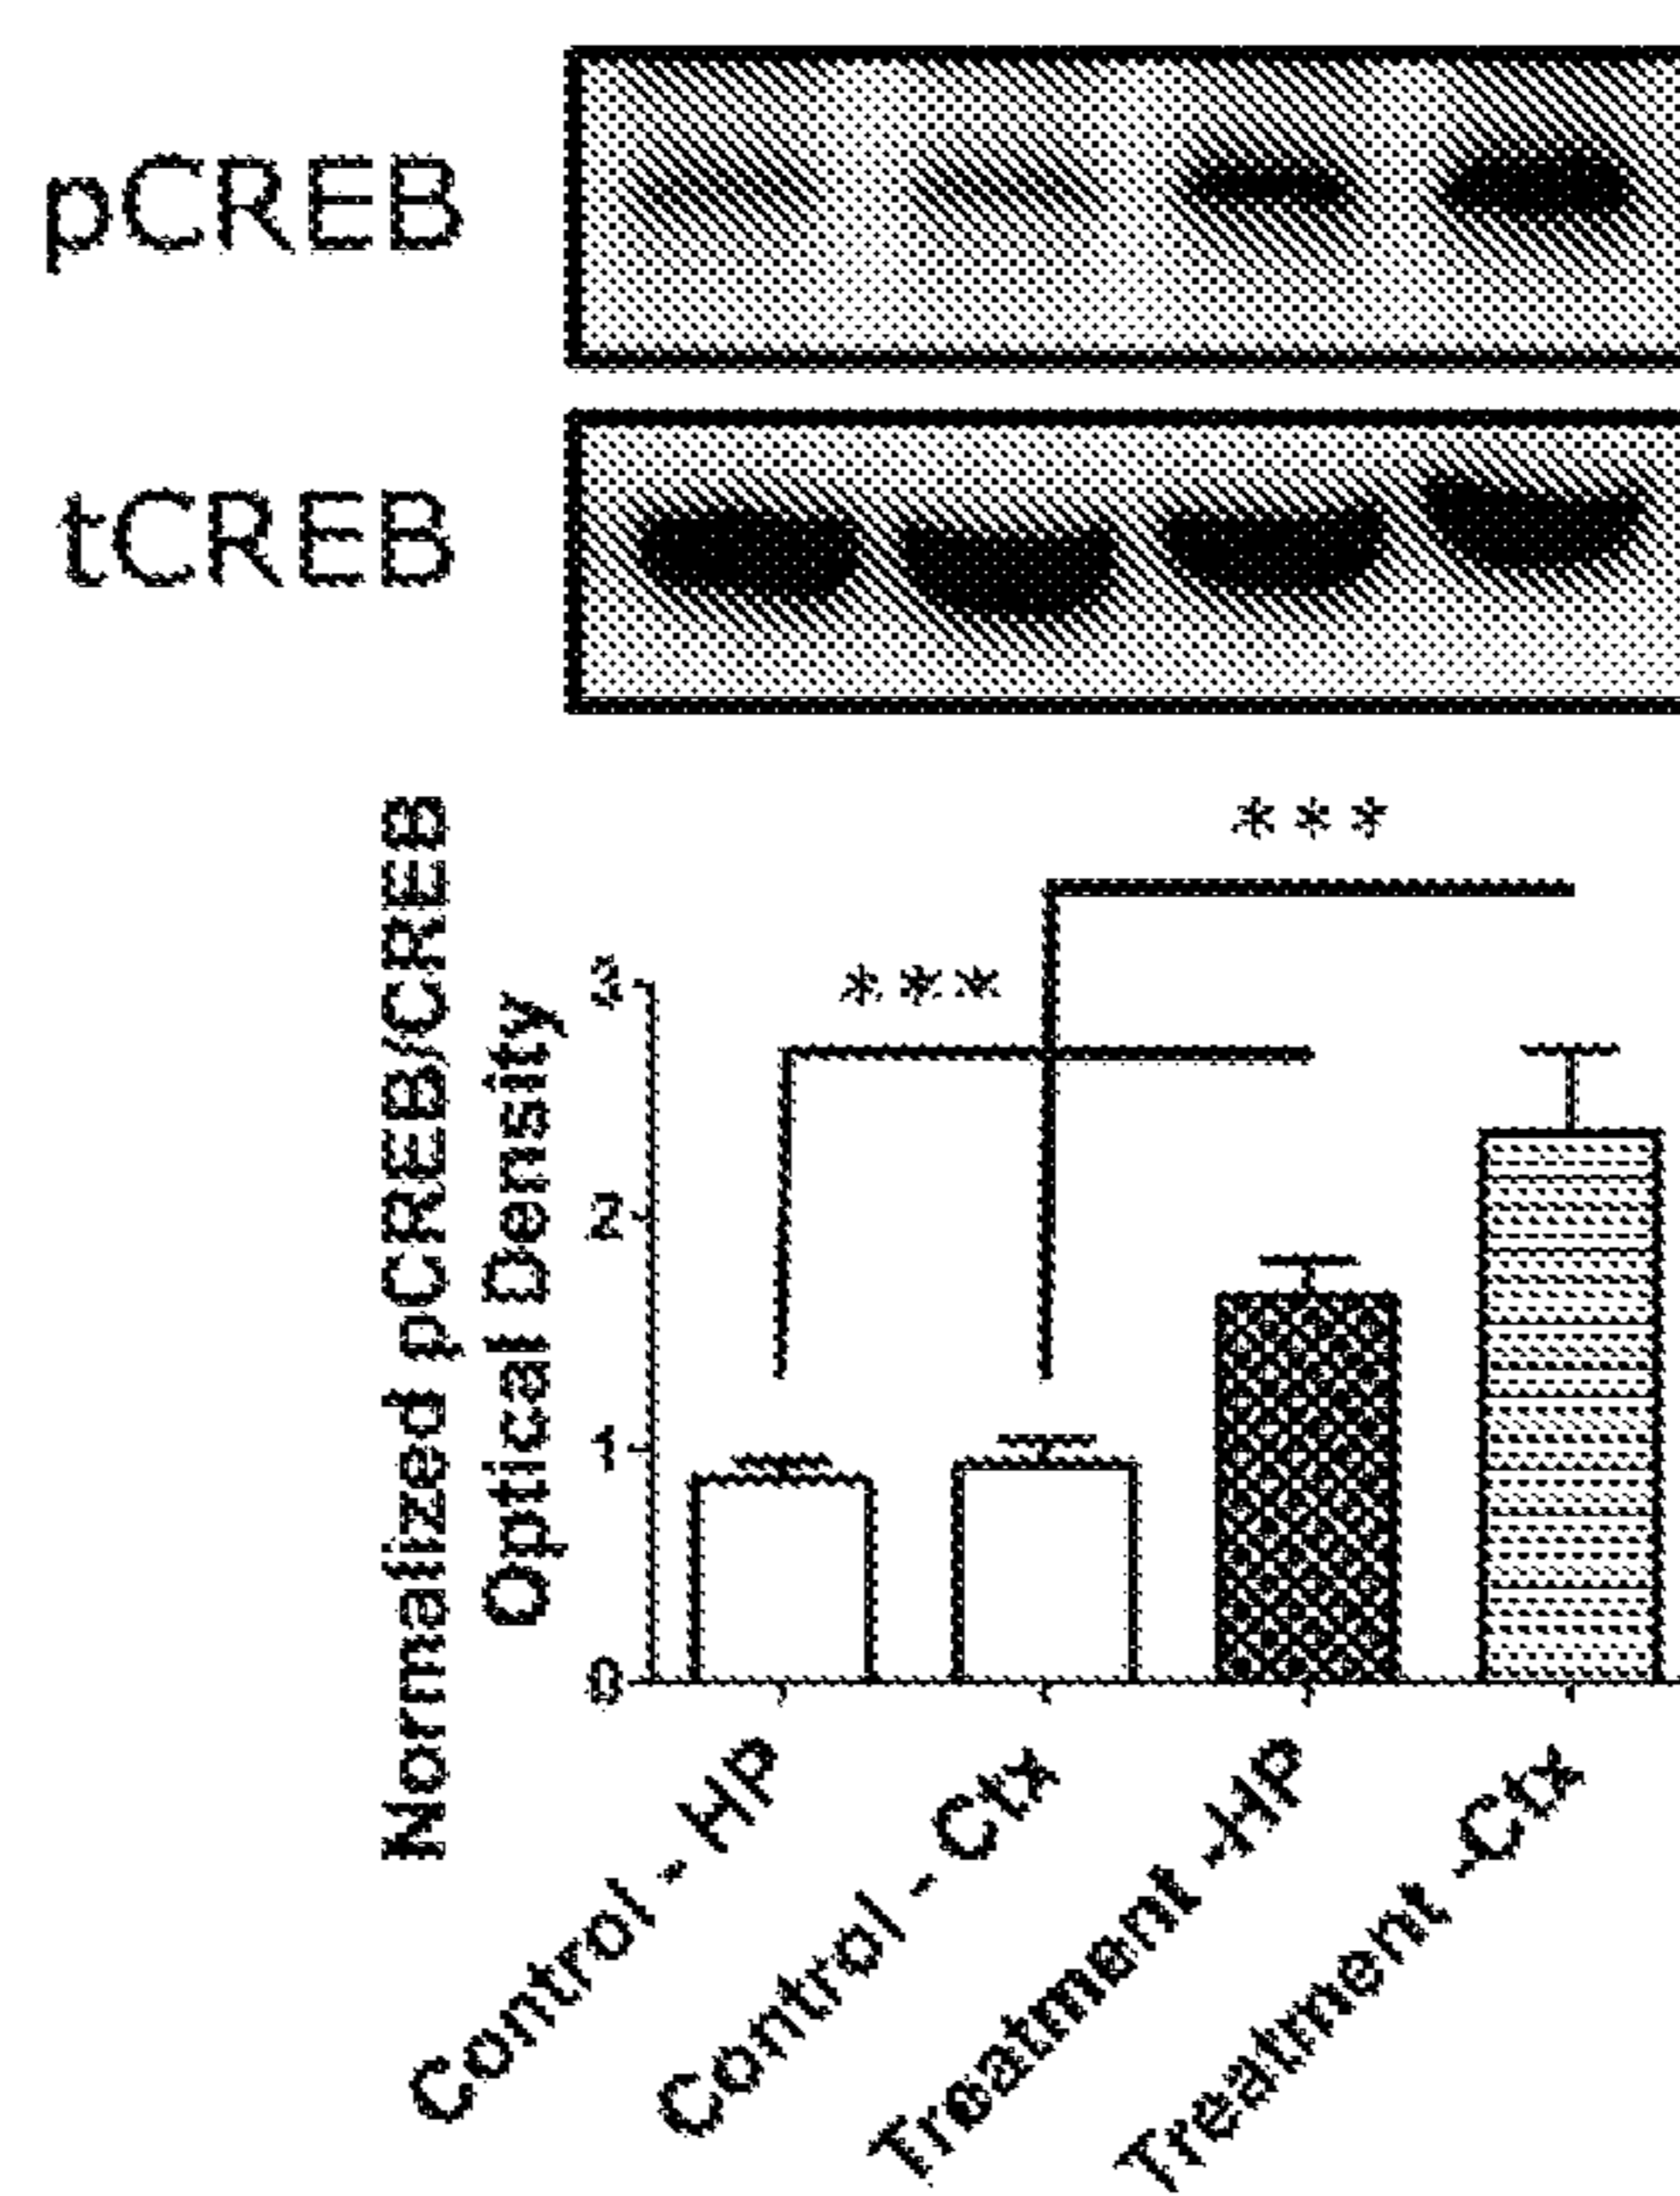 pCREB
tCREB
***
***
Normalized pCREB/CREB
Optical Density
3
2
1
0
Control - HP
Control - Ctx
Treatment -HP
Treatment -Ctx